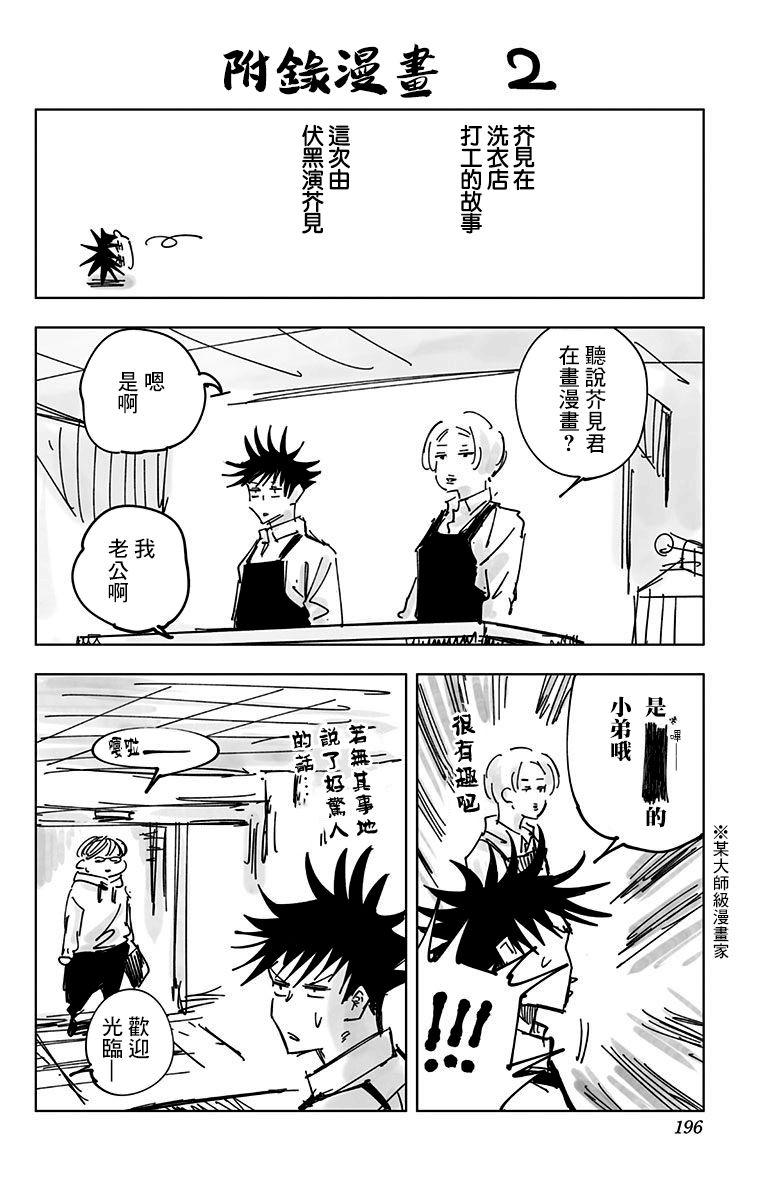 附錄漫畫 2
芥見在
洗衣店
打工的故事
這次由
伏黑演芥見
聽說芥見君
在畫漫畫？
嗯
是啊
我
老公啊
是　的
小弟哦
很有趣吧
!!!
※某大師級漫畫家
若無其事地
說了好驚人
的話…
嘩啦——
歡迎
光臨—
196